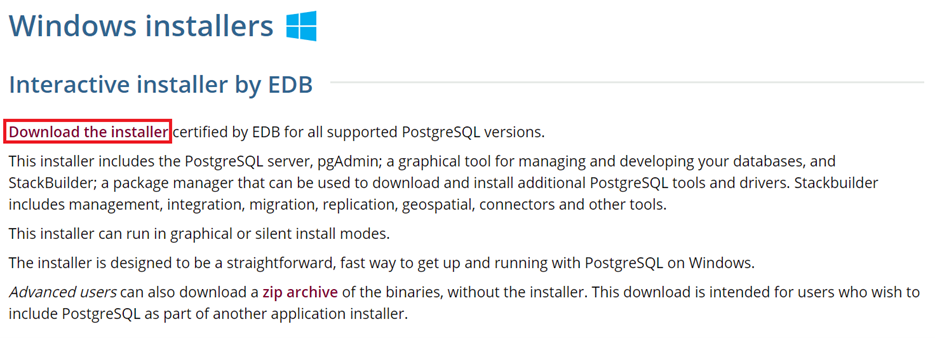 Windows installers
Interactive installer by EDB
Download the installer certified by EDB for all supported PostgreSQL versions.
This installer includes the PostgreSQL server, pgAdmin; a graphical tool for managing and developing your databases, and
StackBuilder; a package manager that can be used to download and install additional PostgreSQL tools and drivers. Stackbuilder
includes management, integration, migration, replication, geospatial, connectors and other tools.
This installer can run in graphical or silent install modes.
The installer is designed to be a straightforward, fast way to get up and running with PostgreSQL on Windows.
Advanced users can also download a zip archive of the binaries, without the installer. This download is intended for users who wish to
include PostgreSQL as part of another application installer.